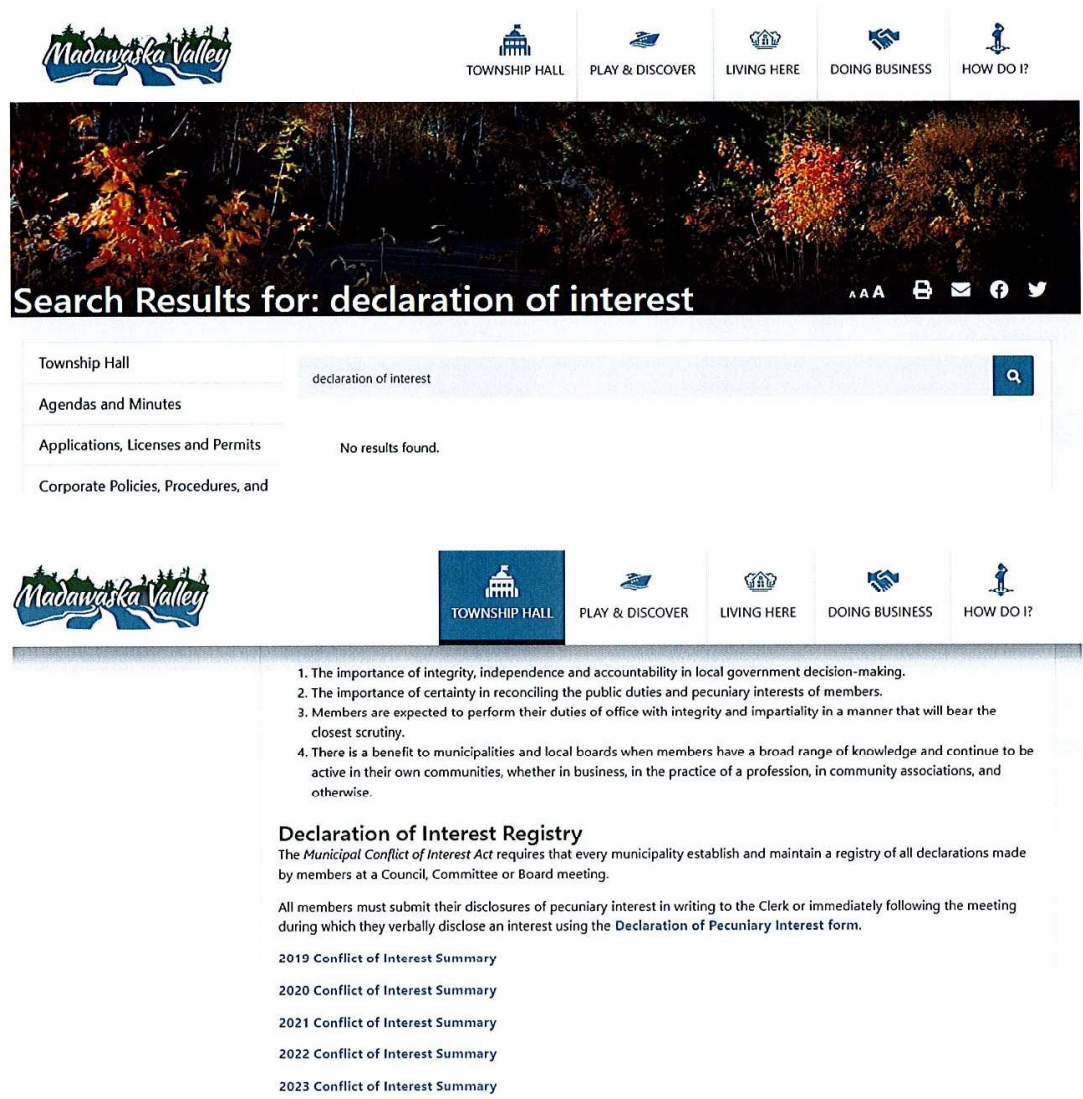 Madawaska Valley
TOWNSHIP HALL
PLAY & DISCOVER
LIVING HERE
DOING BUSINESS
HOW DO I?
Search Results for: declaration of interest
A A A
Township Hall
Agendas and Minutes
Applications, Licenses and Permits
Corporate Policies, Procedures, and
declaration of interest
No results found.
Madawaska Valley
TOWNSHIP HALL
PLAY & DISCOVER
LIVING HERE
DOING BUSINESS
HOW DO I?
1. The importance of integrity, independence and accountability in local government decision-making.
2. The importance of certainty in reconciling the public duties and pecuniary interests of members.
3. Members are expected to perform their duties of office with integrity and impartiality in a manner that will bear the
closest scrutiny.
4. There is a benefit to municipalities and local boards when members have a broad range of knowledge and continue to be
active in their own communities, whether in business, in the practice of a profession, in community associations, and
otherwise.
Declaration of Interest Registry
The Municipal Conflict of Interest Act requires that every municipality establish and maintain a registry of all declarations made
by members at a Council, Committee or Board meeting.
All members must submit their disclosures of pecuniary interest in writing to the Clerk or immediately following the meeting
during which they verbally disclose an interest using the Declaration of Pecuniary Interest form.
2019 Conflict of Interest Summary
2020 Conflict of Interest Summary
2021 Conflict of Interest Summary
2022 Conflict of Interest Summary
2023 Conflict of Interest Summary